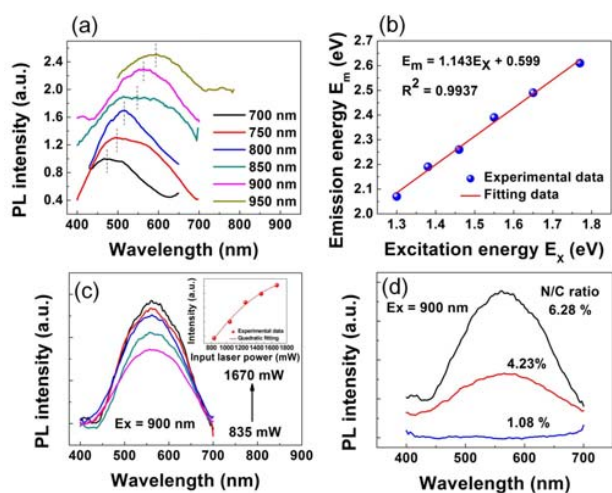 (a)
PL intensity (a.u.)
2.4
2.0
1.6
1.2
0.8
0.4
700 nm
750 nm
800 nm
850 nm
900 nm
950 nm
400 500 600 700 800 900
Wavelength (nm)
(b)
Emission energy Em (eV)
2.7
2.6
2.5
2.4
2.3
2.2
2.1
2.0
Em = 1.143EX + 0.599
R2 = 0.9937
Experimental data
Fitting data
1.3 1.4 1.5 1.6 1.7 1.8
Excitation energy EX (eV)
(c)
PL intensity (a.u.)
Intensity (a.u.)
Experimental data
Quadratic fitting
800 1000 1200 1400 1600 1800
Input laser power (mW)
1670 mW
Ex = 900 nm
835 mW
400 500 600 700 800 900
Wavelength (nm)
(d)
PL intensity (a.u.)
Ex = 900 nm
N/C ratio
6.28 %
4.23%
1.08 %
400 500 600 700
Wavelength (nm)